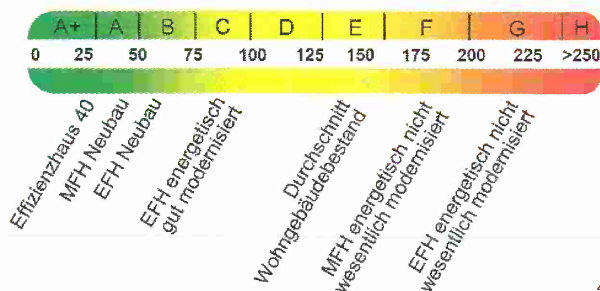 A+ A B C D E F G H
0 25 50 75 100 125 150 175 200 225 >250
Effizienzhaus 40
MFH Neubau
EFH Neubau
EFH energetisch
gut modernisiert
Durchschnitt
Wohngebäudebestand
MFH energetisch nicht
wesentlich modernisiert
EFH energetisch nicht
wesentlich modernisiert